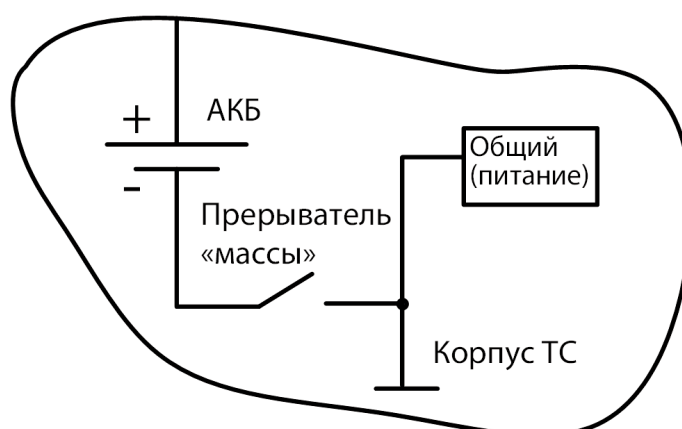 +
АКБ
-
Общий
(питание)
Прерыватель
«массы»
Корпус ТС